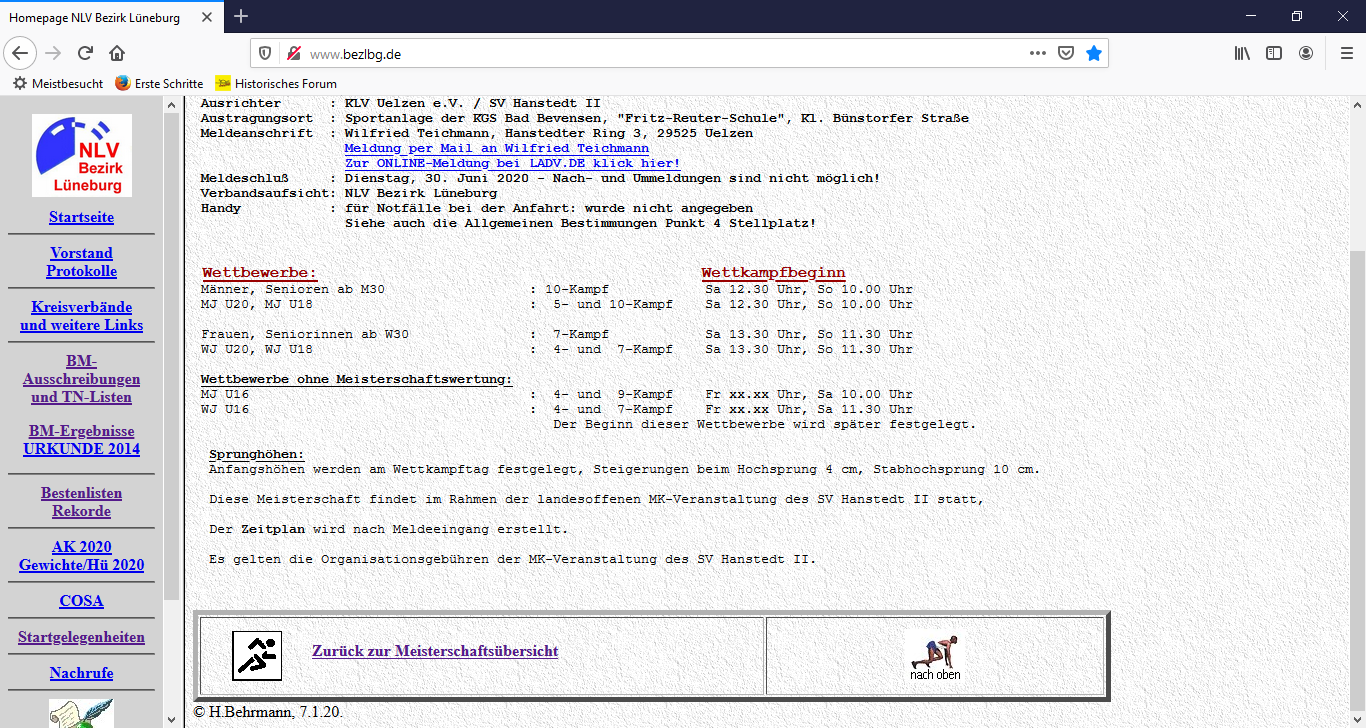 Homepage NLV Bezirk Lüneburg
www.bezlbg.de
Meistbesucht Erste Schritte Historisches Forum
NLV
Bezirk
Lüneburg
Startseite
Vorstand
Protokolle
Kreisverbände
und weitere Links
BM-
Ausschreibungen
und TN-Listen
BM-Ergebnisse
URKUNDE 2014
Bestenlisten
Rekorde
AK 2020
Gewichte/Hü 2020
COSA
Startgelegenheiten
Nachrufe
Ausrichter : KLV Uelzen e.V. / SV Hanstedt II
Austragungsort : Sportanlage der KGS Bad Bevensen, "Fritz-Reuter-Schule", Kl. Bünstorfer Straße
Meldeanschrift : Wilfried Teichmann, Hanstedter Ring 3, 29525 Uelzen
Meldung per Mail an Wilfried Teichmann
Zur ONLINE-Meldung bei LADV.DE klick hier!
Meldeschluß : Dienstag, 30. Juni 2020 - Nach- und Ummeldungen sind nicht möglich!
Verbandsaufsicht: NLV Bezirk Lüneburg
Handy : für Notfälle bei der Anfahrt: wurde nicht angegeben
Siehe auch die Allgemeinen Bestimmungen Punkt 4 Stellplatz!
Wettbewerbe: Wettkampfbeginn
Männer, Senioren ab M30 : 10-Kampf Sa 12.30 Uhr, So 10.00 Uhr
MJ U20, MJ U18 : 5- und 10-Kampf Sa 12.30 Uhr, So 10.00 Uhr
Frauen, Seniorinnen ab W30 : 7-Kampf Sa 13.30 Uhr, So 11.30 Uhr
WJ U20, WJ U18 : 4- und 7-Kampf Sa 13.30 Uhr, So 11.30 Uhr
Wettbewerbe ohne Meisterschaftswertung:
MJ U16 : 4- und 9-Kampf Fr xx.xx Uhr, Sa 10.00 Uhr
WJ U16 : 4- und 7-Kampf Fr xx.xx Uhr, Sa 11.30 Uhr
Der Beginn dieser Wettbewerbe wird später festgelegt.
Sprunghöhen:
Anfangshöhen werden am Wettkampftag festgelegt, Steigerungen beim Hochsprung 4 cm, Stabhochsprung 10 cm.
Diese Meisterschaft findet im Rahmen der landesoffenen MK-Veranstaltung des SV Hanstedt II statt,
Der Zeitplan wird nach Meldeeingang erstellt.
Es gelten die Organisationsgebühren der MK-Veranstaltung des SV Hanstedt II.
Zurück zur Meisterschaftsübersicht
nach oben
© H.Behrmann, 7.1.20.